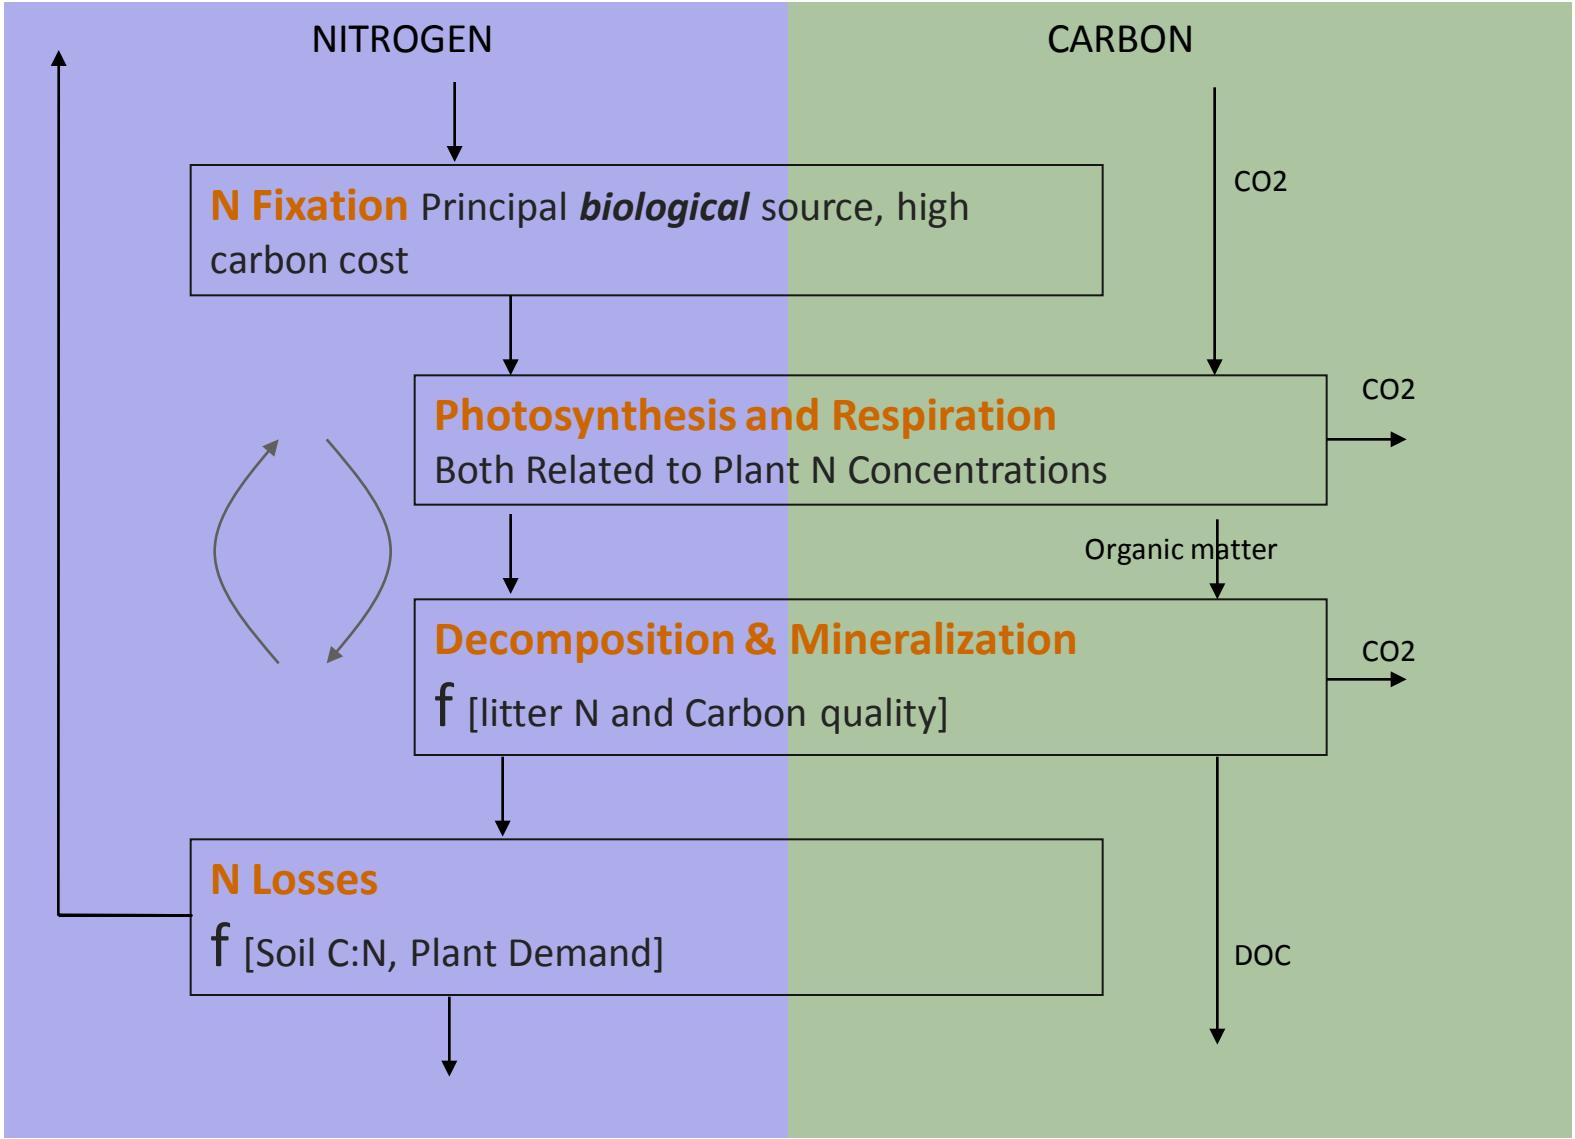 NITROGEN
CARBON
CO2
N Fixation Principal biological source, high
carbon cost
CO2
Photosynthesis and Respiration
Both Related to Plant N Concentrations
Organic matter
Decomposition & Mineralization
CO2
f [litter N and Carbon quality]
N Losses
f [Soil C:N, Plant Demand]
DOC